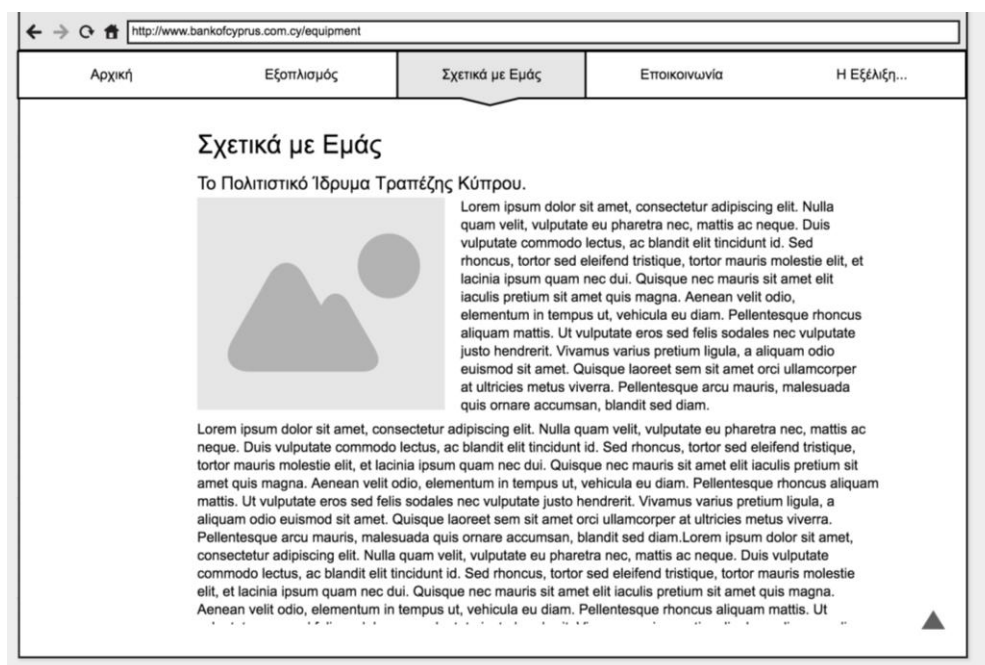 http://www.bankofcyprus.com.cy/equipment
Αρχική Εξοπλισμός Σχετικά με Εμάς Εποικοινωνία Η Εξέλιξη...
Σχετικά με Εμάς
Το Πολιτιστικό Ίδρυμα Τραπέζης Κύπρου.
Lorem ipsum dolor sit amet, consectetur adipiscing elit. Nulla
quam velit, vulputate eu pharetra nec, mattis ac neque. Duis
vulputate commodo lectus, ac blandit elit tincidunt id. Sed
rhoncus, tortor sed eleifend tristique, tortor mauris molestie elit, et
lacinia ipsum quam nec dui. Quisque nec mauris sit amet elit
iaculis pretium sit amet quis magna. Aenean velit odio,
elementum in tempus ut, vehicula eu diam. Pellentesque rhoncus
aliquam mattis. Ut vulputate eros sed felis sodales nec vulputate
justo hendrerit. Vivamus varius pretium ligula, a aliquam odio
euismod sit amet. Quisque laoreet sem sit amet orci ullamcorper
at ultricies metus viverra. Pellentesque arcu mauris, malesuada
quis ornare accumsan, blandit sed diam.
Lorem ipsum dolor sit amet, consectetur adipiscing elit. Nulla quam velit, vulputate eu pharetra nec, mattis ac
neque. Duis vulputate commodo lectus, ac blandit elit tincidunt id. Sed rhoncus, tortor sed eleifend tristique,
tortor mauris molestie elit, et lacinia ipsum quam nec dui. Quisque nec mauris sit amet elit iaculis pretium sit
amet quis magna. Aenean velit odio, elementum in tempus ut, vehicula eu diam. Pellentesque rhoncus aliquam
mattis. Ut vulputate eros sed felis sodales nec vulputate justo hendrerit. Vivamus varius pretium ligula, a
aliquam odio euismod sit amet. Quisque laoreet sem sit amet orci ullamcorper at ultricies metus viverra.
Pellentesque arcu mauris, malesuada quis ornare accumsan, blandit sed diam.Lorem ipsum dolor sit amet,
consectetur adipiscing elit. Nulla quam velit, vulputate eu pharetra nec, mattis ac neque. Duis vulputate
commodo lectus, ac blandit elit tincidunt id. Sed rhoncus, tortor sed eleifend tristique, tortor mauris molestie
elit, et lacinia ipsum quam nec dui. Quisque nec mauris sit amet elit iaculis pretium sit amet quis magna.
Aenean velit odio, elementum in tempus ut, vehicula eu diam. Pellentesque rhoncus aliquam mattis. Ut